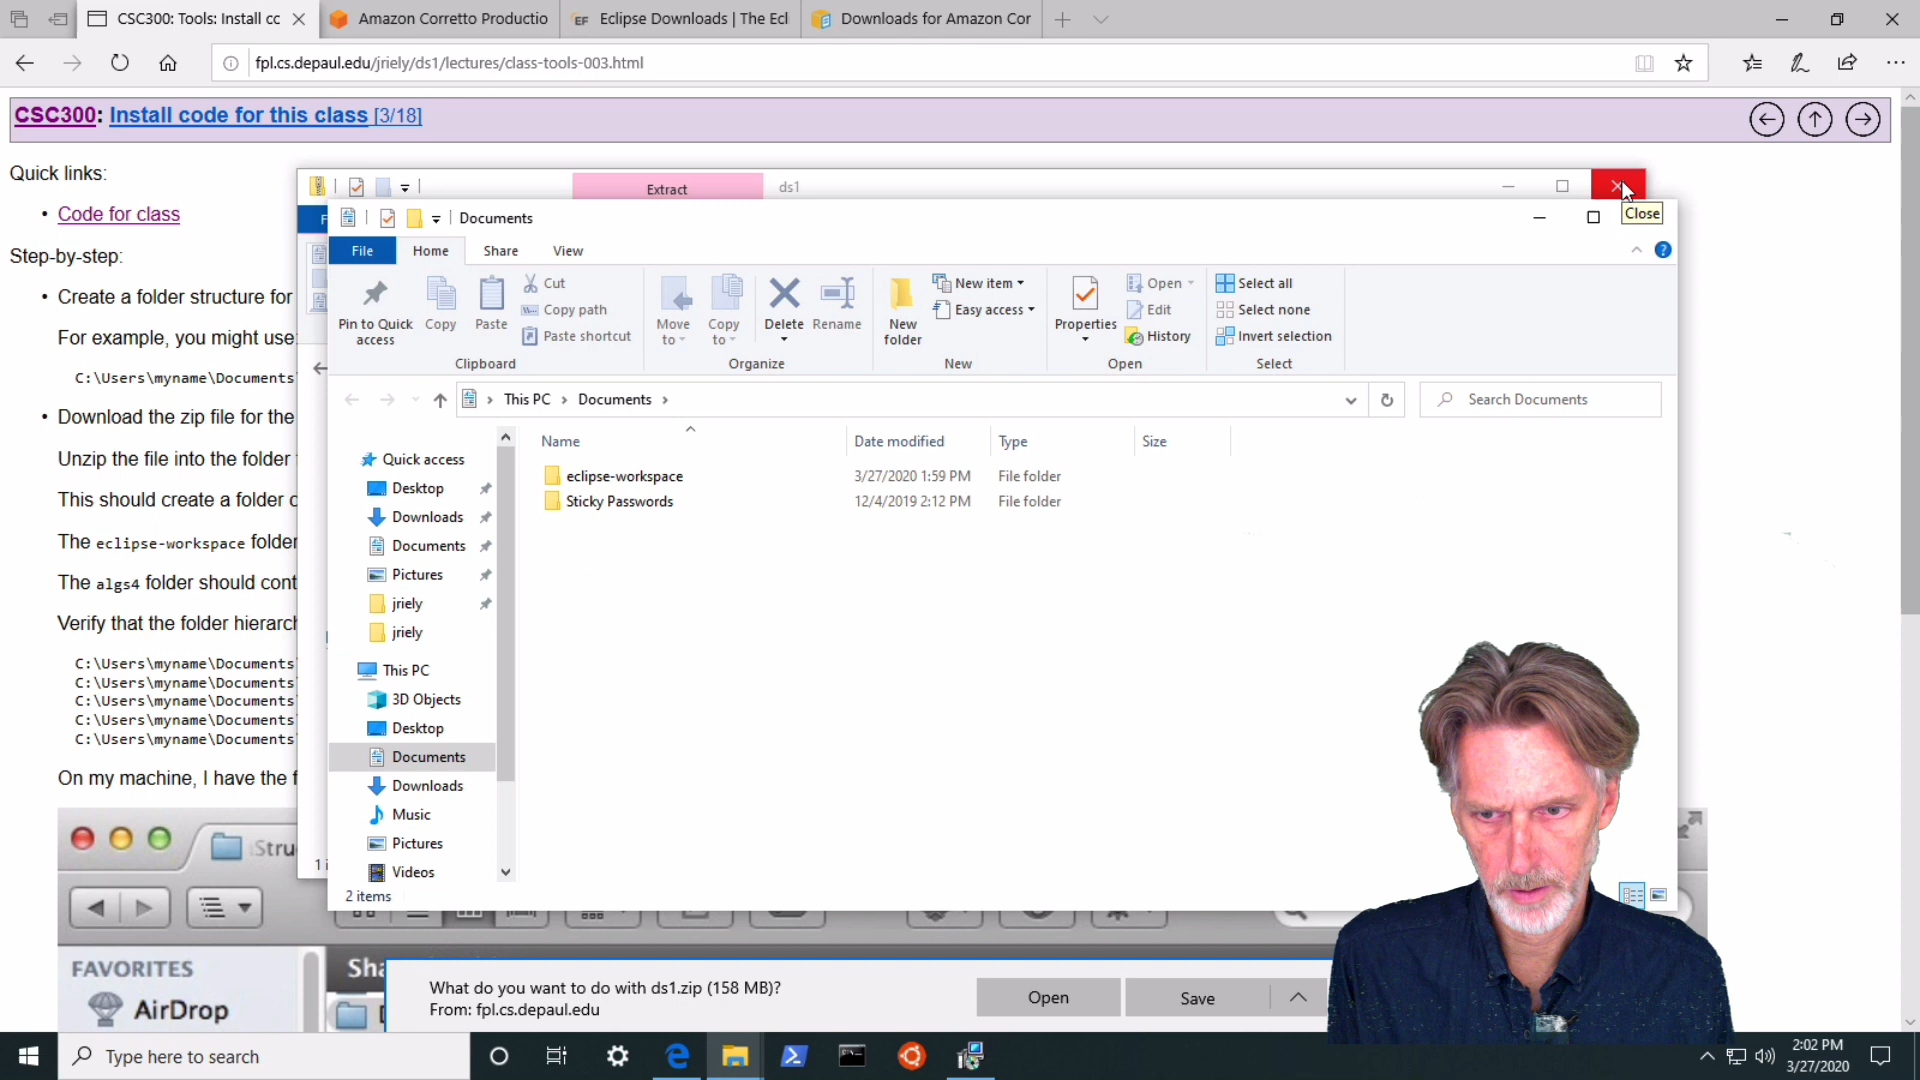 CSC300: Tools: Install cc
Amazon Corretto Productio
Eclipse Downloads | The Ecl
Downloads for Amazon Cor
fpl.cs.depaul.edu/jriely/ds1/lectures/class-tools-003.html
CSC300: Install code for this class [3/18]
Quick links:
• Code for class
Step-by-step:
• Create a folder structure for
For example, you might use:
C:\Users\myname\Documents\
• Download the zip file for the
Unzip the file into the folder
This should create a folder
The eclipse-workspace folder
The algs4 folder should cont
Verify that the folder hierarch
C:\Users\myname\Documents\
C:\Users\myname\Documents\
C:\Users\myname\Documents\
C:\Users\myname\Documents\
C:\Users\myname\Documents\
On my machine, I have the f
Extract
ds1
Close
Documents
File
Home
Share
View
Pin to Quick access
Copy
Paste
Cut
Copy path
Paste shortcut
Clipboard
Move to
Copy to
Delete
Rename
Organize
New folder
New item
Easy access
New
Properties
Open
Edit
History
Open
Select all
Select none
Invert selection
Select
This PC > Documents >
Search Documents
Name
Date modified
Type
Size
eclipse-workspace 3/27/2020 1:59 PM File folder
Sticky Passwords 12/4/2019 2:12 PM File folder
Quick access
Desktop
Downloads
Documents
Pictures
jriely
jriely
This PC
3D Objects
Desktop
Documents
Downloads
Music
Pictures
Videos
2 items
FAVORITES
AirDrop
What do you want to do with ds1.zip (158 MB)?
From: fpl.cs.depaul.edu
Open
Save
Type here to search
2:02 PM
3/27/2020